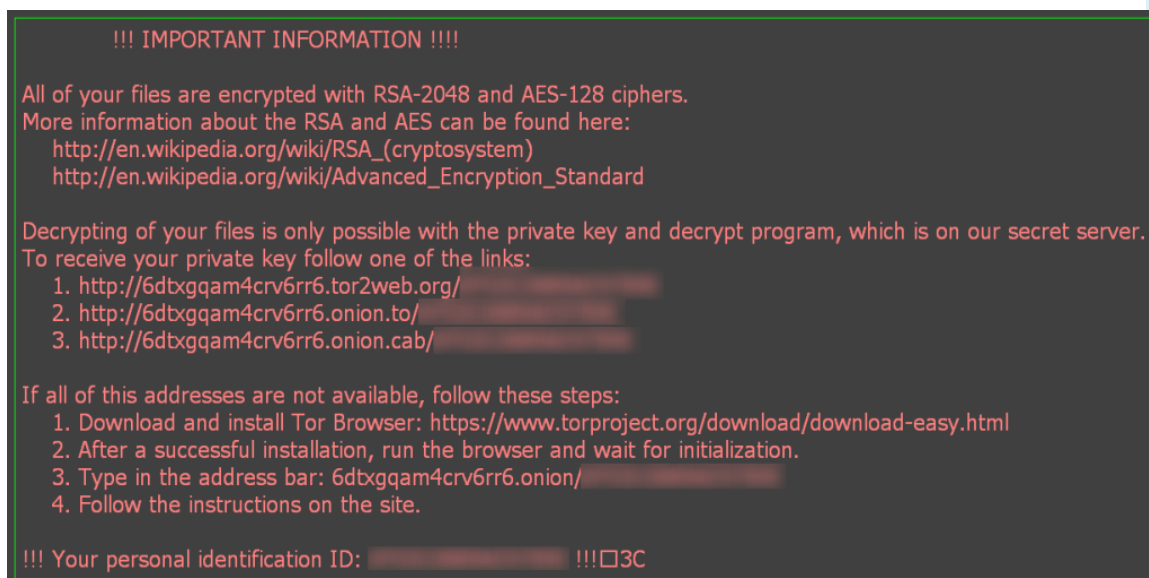 !!! IMPORTANT INFORMATION !!!!
All of your files are encrypted with RSA-2048 and AES-128 ciphers.
More information about the RSA and AES can be found here:
http://en.wikipedia.org/wiki/RSA_(cryptosystem)
http://en.wikipedia.org/wiki/Advanced_Encryption_Standard
Decrypting of your files is only possible with the private key and decrypt program, which is on our secret server.
To receive your private key follow one of the links:
1. http://6dtxgqam4crv6rr6.tor2web.org/
2. http://6dtxgqam4crv6rr6.onion.to/
3. http://6dtxgqam4crv6rr6.onion.cab/
If all of this addresses are not available, follow these steps:
1. Download and install Tor Browser: https://www.torproject.org/download/download-easy.html
2. After a successful installation, run the browser and wait for initialization.
3. Type in the address bar: 6dtxgqam4crv6rr6.onion/
4. Follow the instructions on the site.
!!! Your personal identification ID: !!!□3C